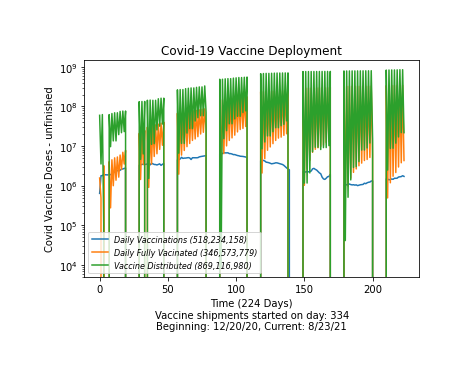 Covid-19 Vaccine Deployment
Covid Vaccine Doses - unfinished
10⁹
10⁸
10⁷
10⁶
10⁵
10⁴
Daily Vaccinations (518,234,158)
Daily Fully Vacinated (346,573,779)
Vaccine Distributed (869,116,980)
0 50 100 150 200
Time (224 Days)
Vaccine shipments started on day: 334
Beginning: 12/20/20, Current: 8/23/21